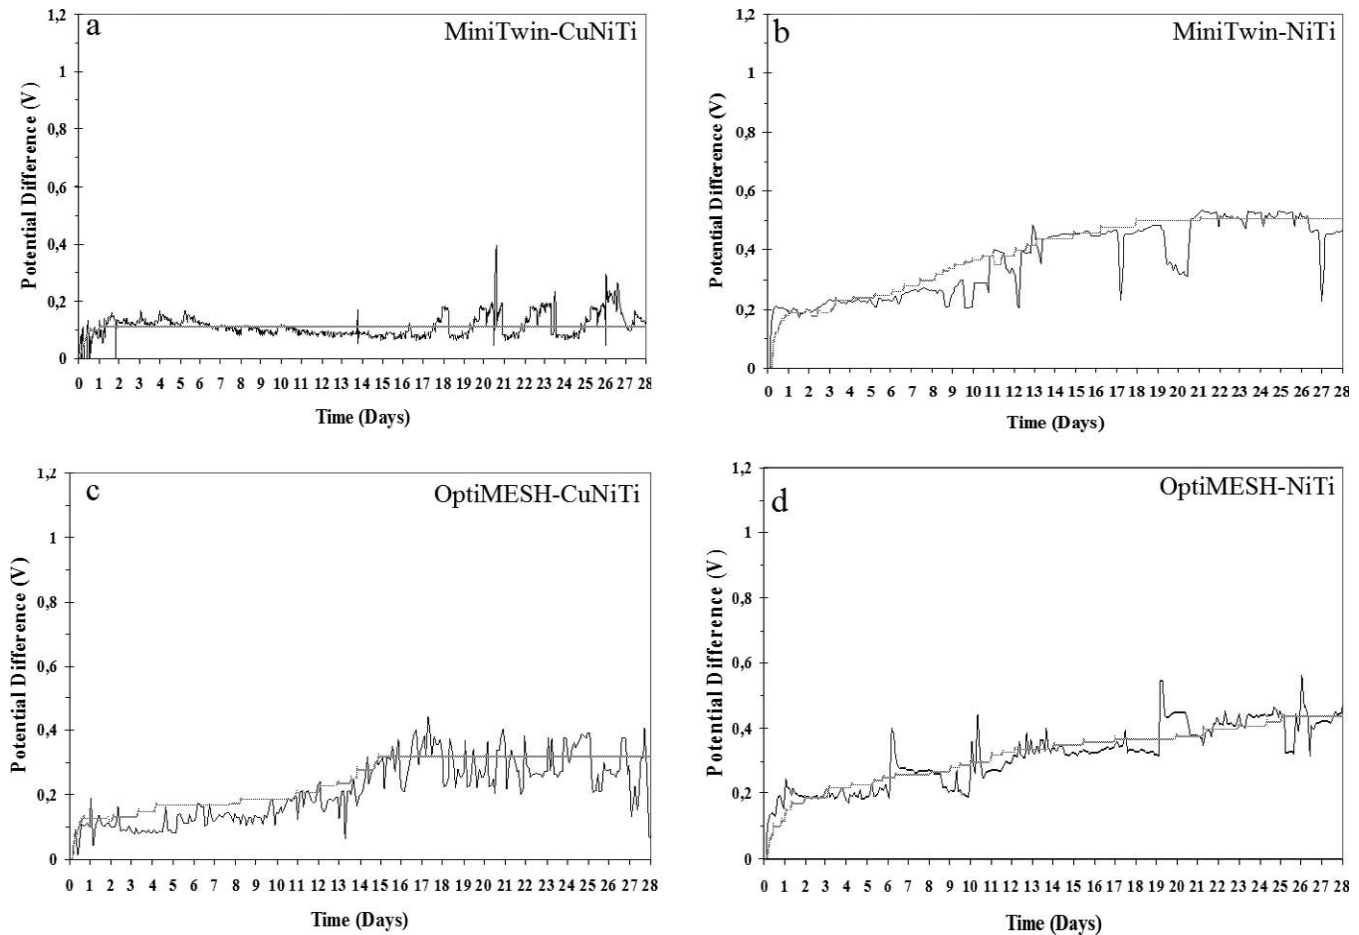 a
MiniTwin-CuNiTi
1,2
1
0,8
0,6
0,4
0,2
0
Potential Difference (V)
0 1 2 3 4 5 6 7 8 9 10 11 12 13 14 15 16 17 18 19 20 21 22 23 24 25 26 27 28
Time (Days)
b
MiniTwin-NiTi
1,2
1
0,8
0,6
0,4
0,2
0
Potential Difference (V)
0 1 2 3 4 5 6 7 8 9 10 11 12 13 14 15 16 17 18 19 20 21 22 23 24 25 26 27 28
Time (Days)
c
OptiMESH-CuNiTi
1,2
1
0,8
0,6
0,4
0,2
0
Potential Difference (V)
0 1 2 3 4 5 6 7 8 9 10 11 12 13 14 15 16 17 18 19 20 21 22 23 24 25 26 27 28
Time (Days)
d
OptiMESH-NiTi
1,2
1
0,8
0,6
0,4
0,2
0
Potential Difference (V)
0 1 2 3 4 5 6 7 8 9 10 11 12 13 14 15 16 17 18 19 20 21 22 23 24 25 26 27 28
Time (Days)